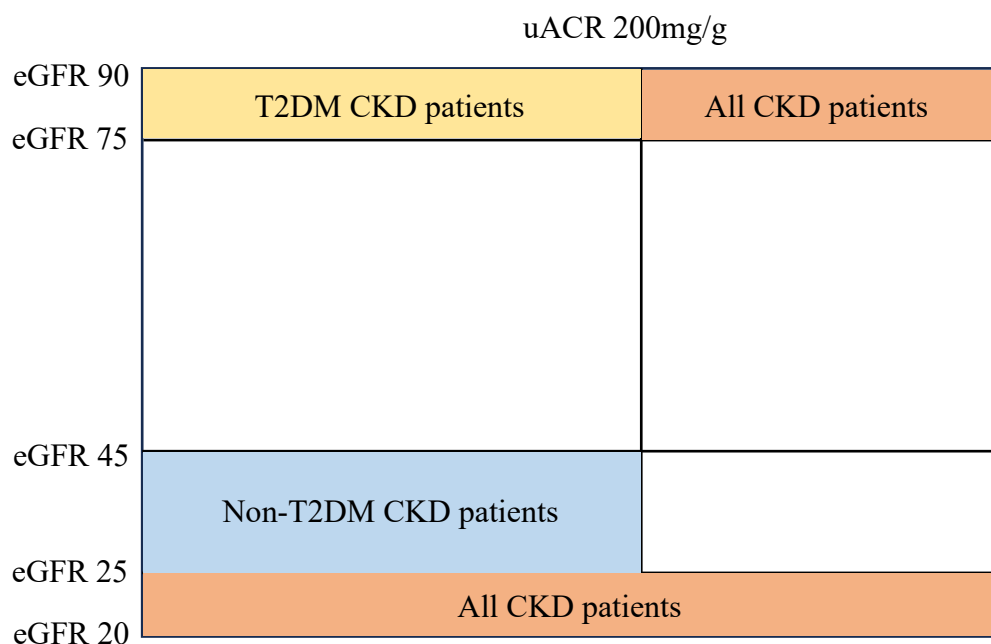 uACR 200mg/g
eGFR 90
T2DM CKD patients
All CKD patients
eGFR 75
eGFR 45
Non-T2DM CKD patients
eGFR 25
All CKD patients
eGFR 20